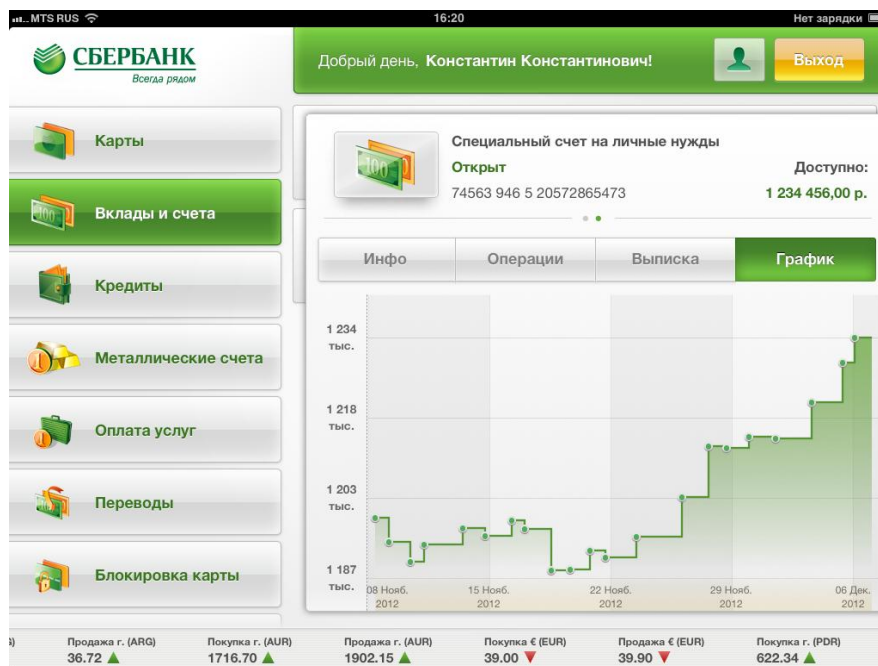 MTS RUS 16:20 Нет зарядки
СБЕРБАНК
Всегда рядом
Добрый день, Константин Константинович!
Выход
Карты
Вклады и счета
Кредиты
Металлические счета
Оплата услуг
Переводы
Блокировка карты
Специальный счет на личные нужды
Открыт
Доступно:
74563 946 5 20572865473
1 234 456,00 р.
Инфо Операции Выписка График
1 234
тыс.
1 218
тыс.
1 203
тыс.
1 187
тыс.
08 Нояб. 15 Нояб. 22 Нояб. 29 Нояб. 06 Дек.
2012 2012 2012 2012 2012
Продажа г. (ARG) Покупка г. (AUR) Продажа г. (AUR) Покупка € (EUR) Продажа € (EUR) Покупка г. (PDR)
36.72 ▲ 1716.70 ▲ 1902.15 ▲ 39.00 ▼ 39.90 ▼ 622.34 ▲